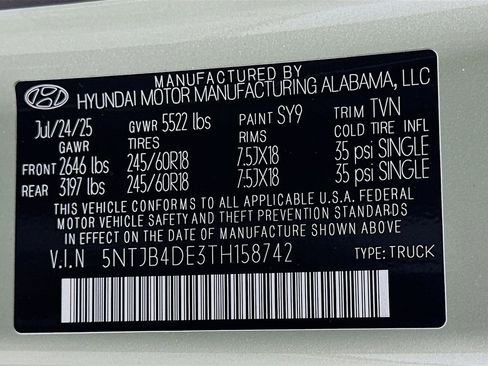 MANUFACTURED BY
HYUNDAI MOTOR MANUFACTURING ALABAMA, LLC
Jul/24/25 GVWR 5522 lbs PAINT SY9 TRIM TVN
GAWR TIRES RIMS COLD TIRE INFL
FRONT 2646 lbs 245/60R18 7.5JX18 35 psi SINGLE
REAR 3197 lbs 245/60R18 7.5JX18 35 psi SINGLE
THIS VEHICLE CONFORMS TO ALL APPLICABLE U.S.A. FEDERAL
MOTOR VEHICLE SAFETY AND THEFT PREVENTION STANDARDS
IN EFFECT ON THE DATE OF MANUFACTURE SHOWN ABOVE
V.I.N 5NTJB4DE3TH158742 TYPE: TRUCK